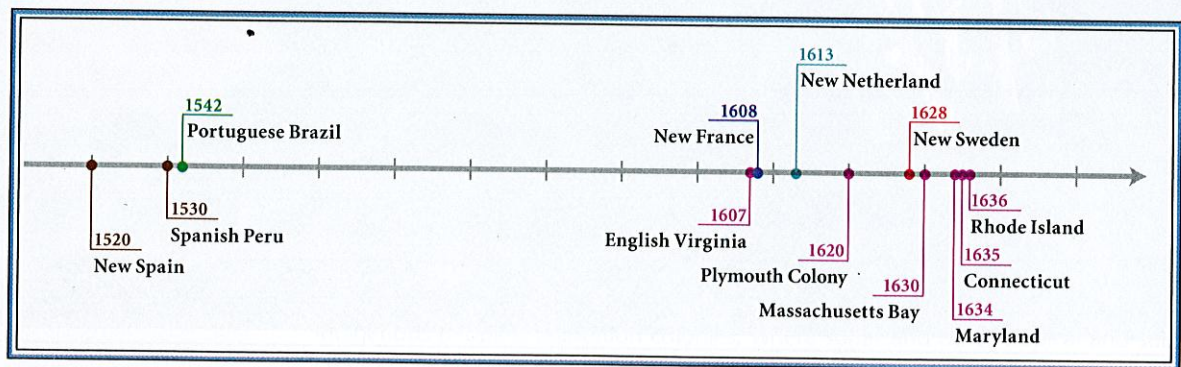 1520
New Spain
1530
Spanish Peru
1542
Portuguese Brazil
1607
English Virginia
1608
New France
1613
New Netherland
1620
Plymouth Colony
1628
New Sweden
1630
Massachusetts Bay
1634
Maryland
1635
Connecticut
1636
Rhode Island